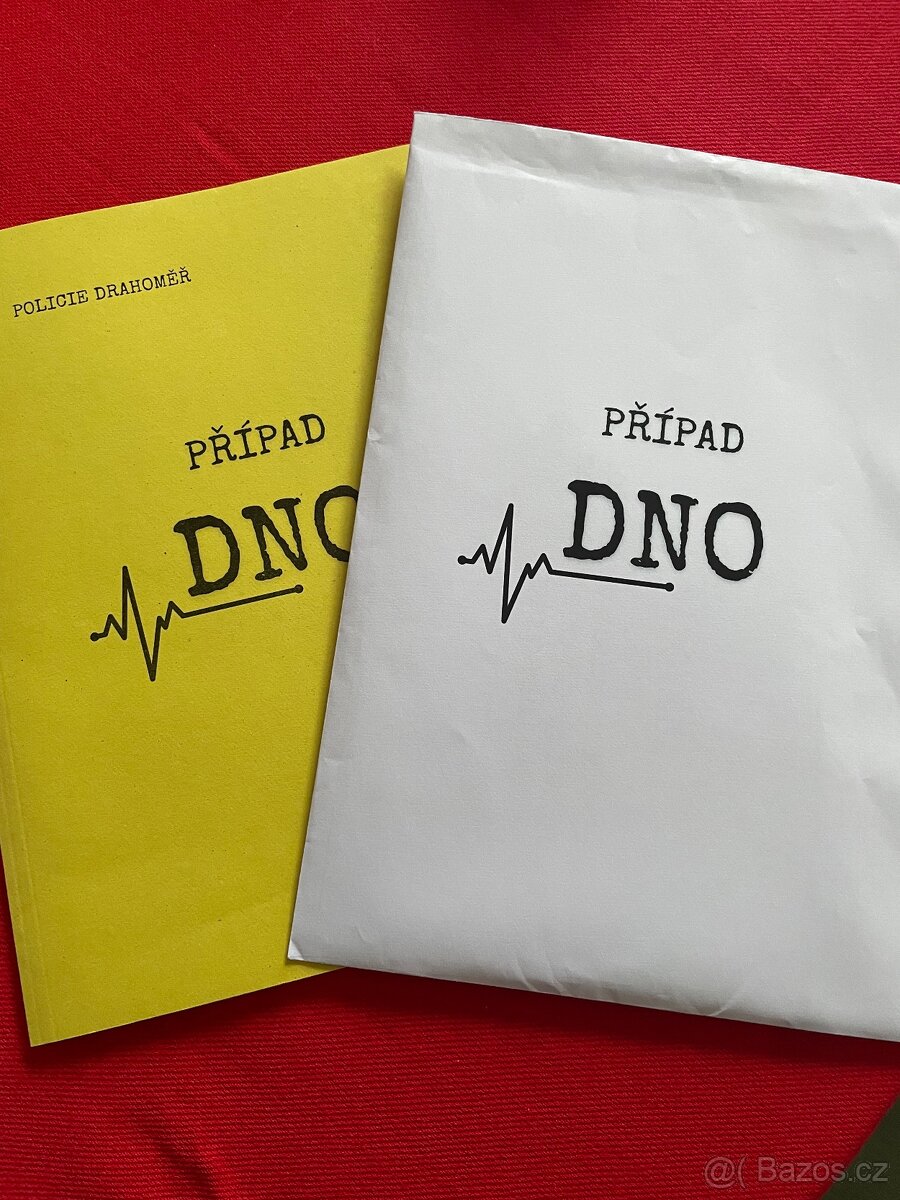 POLICIE DRAHOMĚŘ
PŘÍPAD
DNO
PŘÍPAD
DNO
@( Bazos.cz